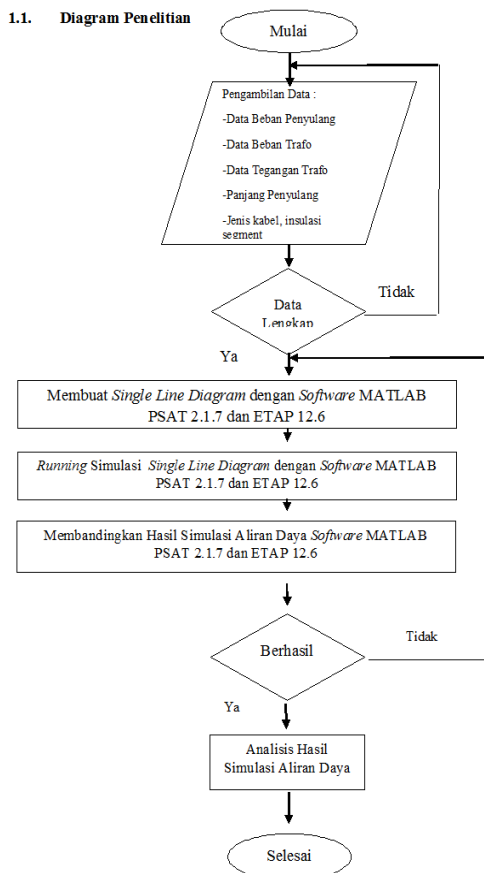 1.1. Diagram Penelitian
Mulai
Pengambilan Data :
-Data Beban Penyulang
-Data Beban Trafo
-Data Tegangan Trafo
-Panjang Penyulang
-Jenis kabel, insulasi
segment
Data
Lengkap
Tidak
Ya
Membuat Single Line Diagram dengan Software MATLAB
PSAT 2.1.7 dan ETAP 12.6
Running Simulasi Single Line Diagram dengan Software MATLAB
PSAT 2.1.7 dan ETAP 12.6
Membandingkan Hasil Simulasi Aliran Daya Software MATLAB
PSAT 2.1.7 dan ETAP 12.6
Berhasil
Tidak
Ya
Analisis Hasil
Simulasi Aliran Daya
Selesai